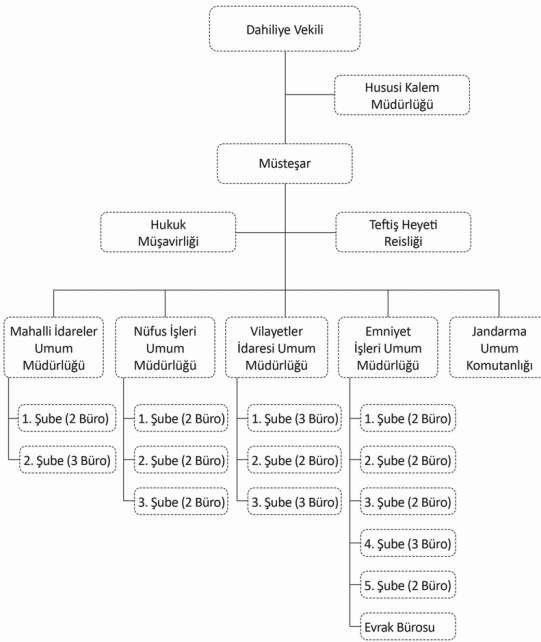 Dahiliye Vekili
Hususi Kalem
Müdürlüğü
Müsteşar
Hukuk
Müşavirliği
Teftiş Heyeti
Reisliği
Mahalli İdareler
Umum
Müdürlüğü
1. Şube (2 Büro)
2. Şube (3 Büro)
Nüfus İşleri
Umum
Müdürlüğü
1. Şube (2 Büro)
2. Şube (2 Büro)
3. Şube (2 Büro)
Vilayetler
İdaresi Umum
Müdürlüğü
1. Şube (3 Büro)
2. Şube (2 Büro)
3. Şube (3 Büro)
Emniyet
İşleri Umum
Müdürlüğü
1. Şube (2 Büro)
2. Şube (2 Büro)
3. Şube (2 Büro)
4. Şube (3 Büro)
5. Şube (2 Büro)
Evrak Bürosu
Jandarma
Umum
Komutanlığı